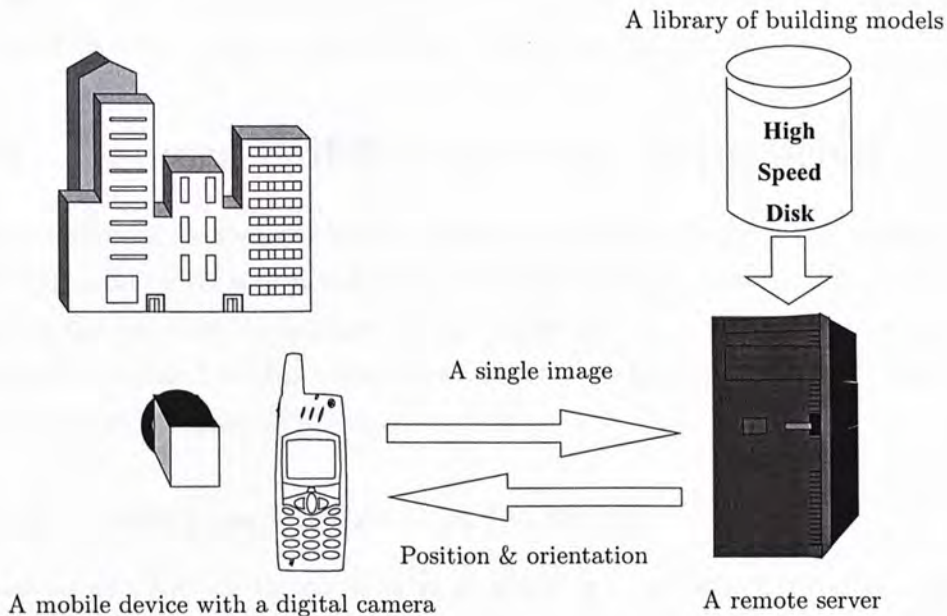 A library of building models
High
Speed
Disk
A single image
Position & orientation
A mobile device with a digital camera
A remote server